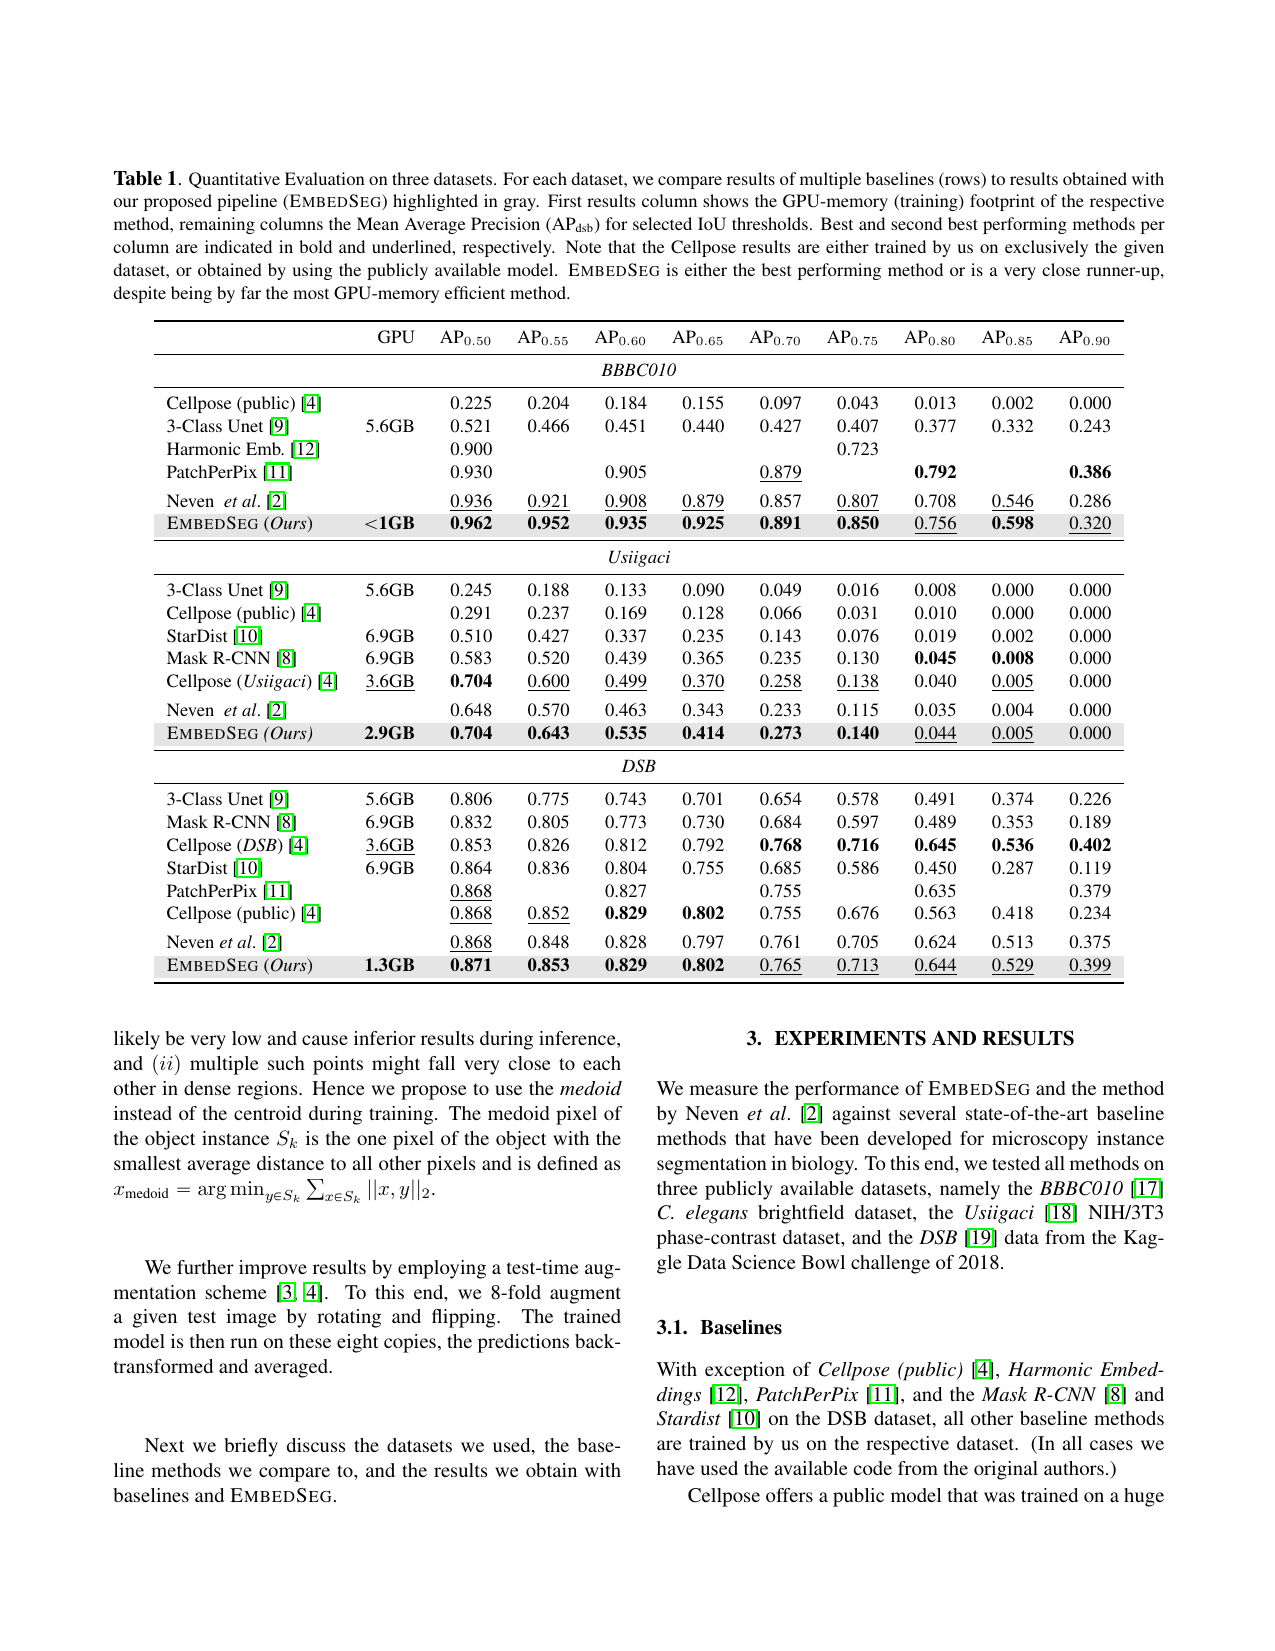 Table 1. Quantitative Evaluation on three datasets. For each dataset, we compare results of multiple baselines (rows) to results obtained with
our proposed pipeline (EMBEDSEG) highlighted in gray. First results column shows the GPU-memory (training) footprint of the respective
method, remaining columns the Mean Average Precision (APdsb) for selected IoU thresholds. Best and second best performing methods per
column are indicated in bold and underlined, respectively. Note that the Cellpose results are either trained by us on exclusively the given
dataset, or obtained by using the publicly available model. EMBEDSEG is either the best performing method or is a very close runner-up,
despite being by far the most GPU-memory efficient method.
GPU AP0.50 AP0.55 AP0.60 AP0.65 AP0.70 AP0.75 AP0.80 AP0.85 AP0.90
BBBC010
Cellpose (public) [4] 0.225 0.204 0.184 0.155 0.097 0.043 0.013 0.002 0.000
3-Class Unet [9] 5.6GB 0.521 0.466 0.451 0.440 0.427 0.407 0.377 0.332 0.243
Harmonic Emb. [12] 0.900 0.723
PatchPerPix [11] 0.930 0.905 0.879 0.792 0.386
Neven et al. [2] 0.936 0.921 0.908 0.879 0.857 0.807 0.708 0.546 0.286
EMBEDSEG (Ours) <1GB 0.962 0.952 0.935 0.925 0.891 0.850 0.756 0.598 0.320
Usiigaci
3-Class Unet [9] 5.6GB 0.245 0.188 0.133 0.090 0.049 0.016 0.008 0.000 0.000
Cellpose (public) [4] 0.291 0.237 0.169 0.128 0.066 0.031 0.010 0.000 0.000
StarDist [10] 6.9GB 0.510 0.427 0.337 0.235 0.143 0.076 0.019 0.002 0.000
Mask R-CNN [8] 6.9GB 0.583 0.520 0.439 0.365 0.235 0.130 0.045 0.008 0.000
Cellpose (Usiigaci) [4] 3.6GB 0.704 0.600 0.499 0.370 0.258 0.138 0.040 0.005 0.000
Neven et al. [2] 0.648 0.570 0.463 0.343 0.233 0.115 0.035 0.004 0.000
EMBEDSEG (Ours) 2.9GB 0.704 0.643 0.535 0.414 0.273 0.140 0.044 0.005 0.000
DSB
3-Class Unet [9] 5.6GB 0.806 0.775 0.743 0.701 0.654 0.578 0.491 0.374 0.226
Mask R-CNN [8] 6.9GB 0.832 0.805 0.773 0.730 0.684 0.597 0.489 0.353 0.189
Cellpose (DSB) [4] 3.6GB 0.853 0.826 0.812 0.792 0.768 0.716 0.645 0.536 0.402
StarDist [10] 6.9GB 0.864 0.836 0.804 0.755 0.685 0.586 0.450 0.287 0.119
PatchPerPix [11] 0.868 0.827 0.755 0.635 0.379
Cellpose (public) [4] 0.868 0.852 0.829 0.802 0.755 0.676 0.563 0.418 0.234
Neven et al. [2] 0.868 0.848 0.828 0.797 0.761 0.705 0.624 0.513 0.375
EMBEDSEG (Ours) 1.3GB 0.871 0.853 0.829 0.802 0.765 0.713 0.644 0.529 0.399
likely be very low and cause inferior results during inference,
and (ii) multiple such points might fall very close to each
other in dense regions. Hence we propose to use the medoid
instead of the centroid during training. The medoid pixel of
the object instance Sk is the one pixel of the object with the
smallest average distance to all other pixels and is defined as
xmedoid = arg miny∈Sk ∑x∈Sk ||x, y||2.
We further improve results by employing a test-time aug-
mentation scheme [3, 4]. To this end, we 8-fold augment
a given test image by rotating and flipping. The trained
model is then run on these eight copies, the predictions back-
transformed and averaged.
Next we briefly discuss the datasets we used, the base-
line methods we compare to, and the results we obtain with
baselines and EMBEDSEG.
3. EXPERIMENTS AND RESULTS
We measure the performance of EMBEDSEG and the method
by Neven et al. [2] against several state-of-the-art baseline
methods that have been developed for microscopy instance
segmentation in biology. To this end, we tested all methods on
three publicly available datasets, namely the BBBC010 [17]
C. elegans brightfield dataset, the Usiigaci [18] NIH/3T3
phase-contrast dataset, and the DSB [19] data from the Kag-
gle Data Science Bowl challenge of 2018.
3.1. Baselines
With exception of Cellpose (public) [4], Harmonic Embed-
dings [12], PatchPerPix [11], and the Mask R-CNN [8] and
Stardist [10] on the DSB dataset, all other baseline methods
are trained by us on the respective dataset. (In all cases we
have used the available code from the original authors.)
Cellpose offers a public model that was trained on a huge